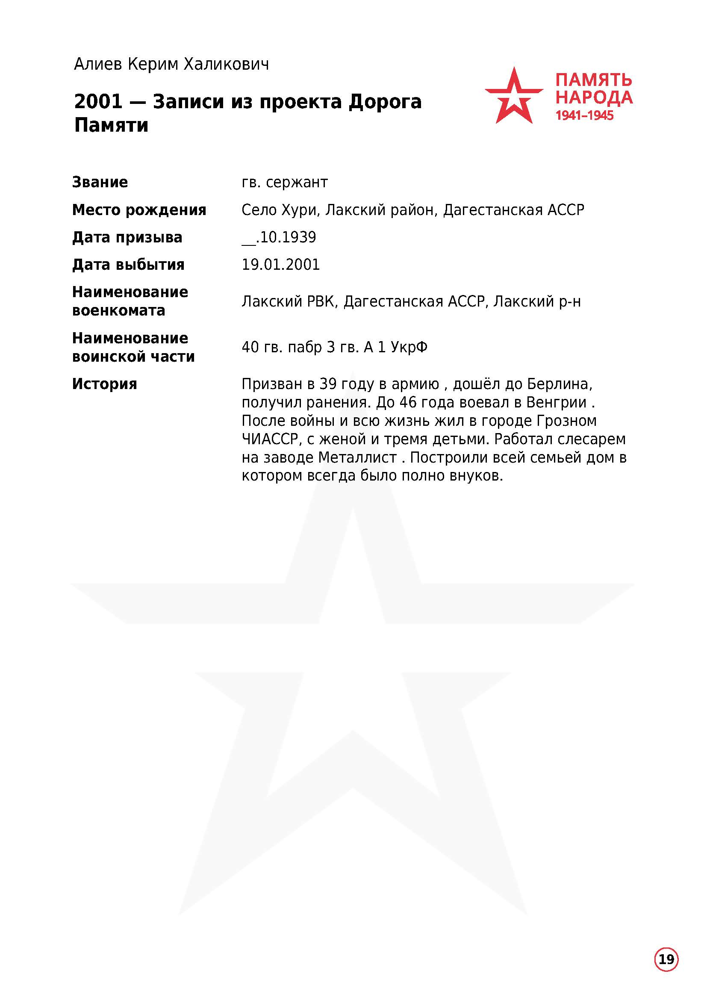 Алиев Керим Халикович
ПАМЯТЬ
НАРОДА
1941–1945
2001 — Записи из проекта Дорога
Памяти
Звание гв. сержант
Место рождения Село Хури, Лакский район, Дагестанская АССР
Дата призыва __.10.1939
Дата выбытия 19.01.2001
Наименование
военкомата Лакский РВК, Дагестанская АССР, Лакский р-н
Наименование
воинской части 40 гв. пабр 3 гв. А 1 УкрФ
История Призван в 39 году в армию , дошёл до Берлина,
получил ранения. До 46 года воевал в Венгрии .
После войны и всю жизнь жил в городе Грозном
ЧИАССР, с женой и тремя детьми. Работал слесарем
на заводе Металлист . Построили всей семьей дом в
котором всегда было полно внуков.
19